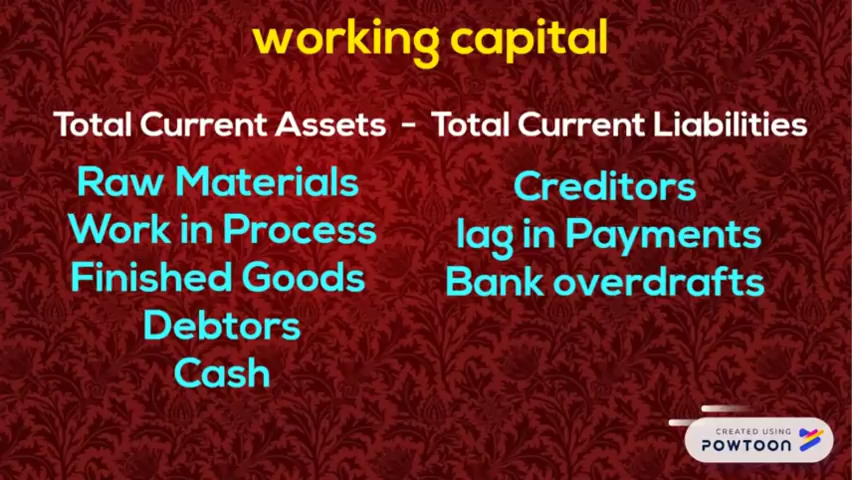 working capital
Total Current Assets - Total Current Liabilities
Raw Materials
Work in Process
Finished Goods
Debtors
Cash
Creditors
lag in Payments
Bank overdrafts
CREATED USING
POWTOON